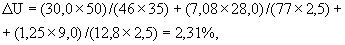 ΔU = (30,0×50)/(46×35) + (7,08×28,0)/(77×2,5) +
+ (1,25×9,0)/(12,8×2,5) = 2,31%,